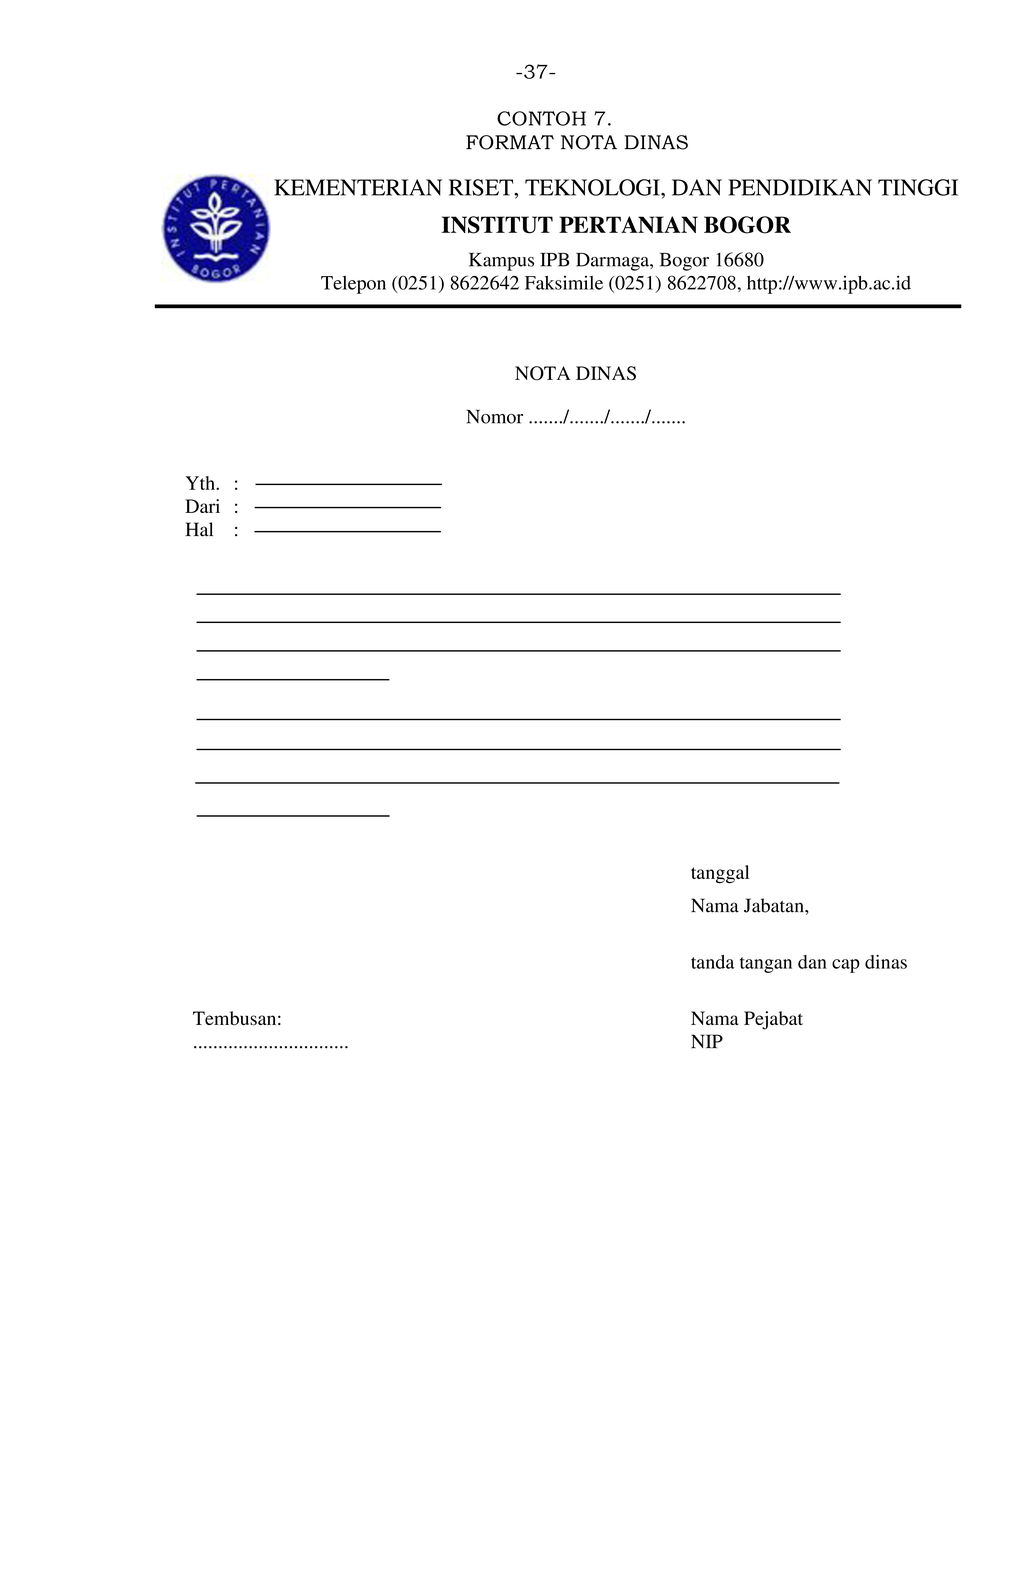 -37-
CONTOH 7.
FORMAT NOTA DINAS
INSTITUT PERTANIAN
BOGOR
KEMENTERIAN RISET, TEKNOLOGI, DAN PENDIDIKAN TINGGI
INSTITUT PERTANIAN BOGOR
Kampus IPB Darmaga, Bogor 16680
Telepon (0251) 8622642 Faksimile (0251) 8622708, http://www.ipb.ac.id
NOTA DINAS
Nomor ......./......./......./.......
Yth. :
Dari :
Hal :
tanggal
Nama Jabatan,
tanda tangan dan cap dinas
Tembusan:
...............................
Nama Pejabat
NIP